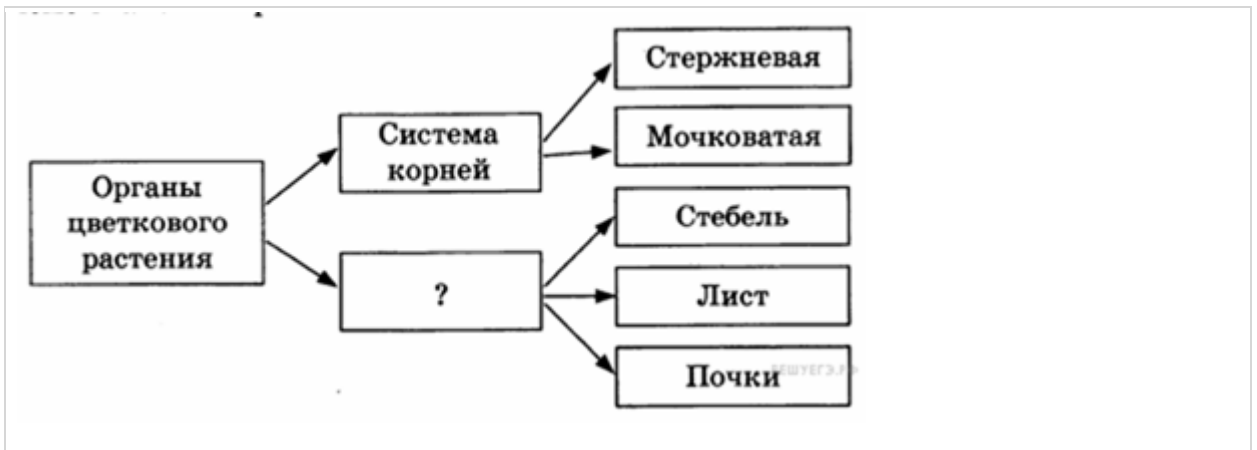 Стержневая
Система
корней
Мочковатая
Органы
цветкового
растения
Стебель
?
Лист
Почки